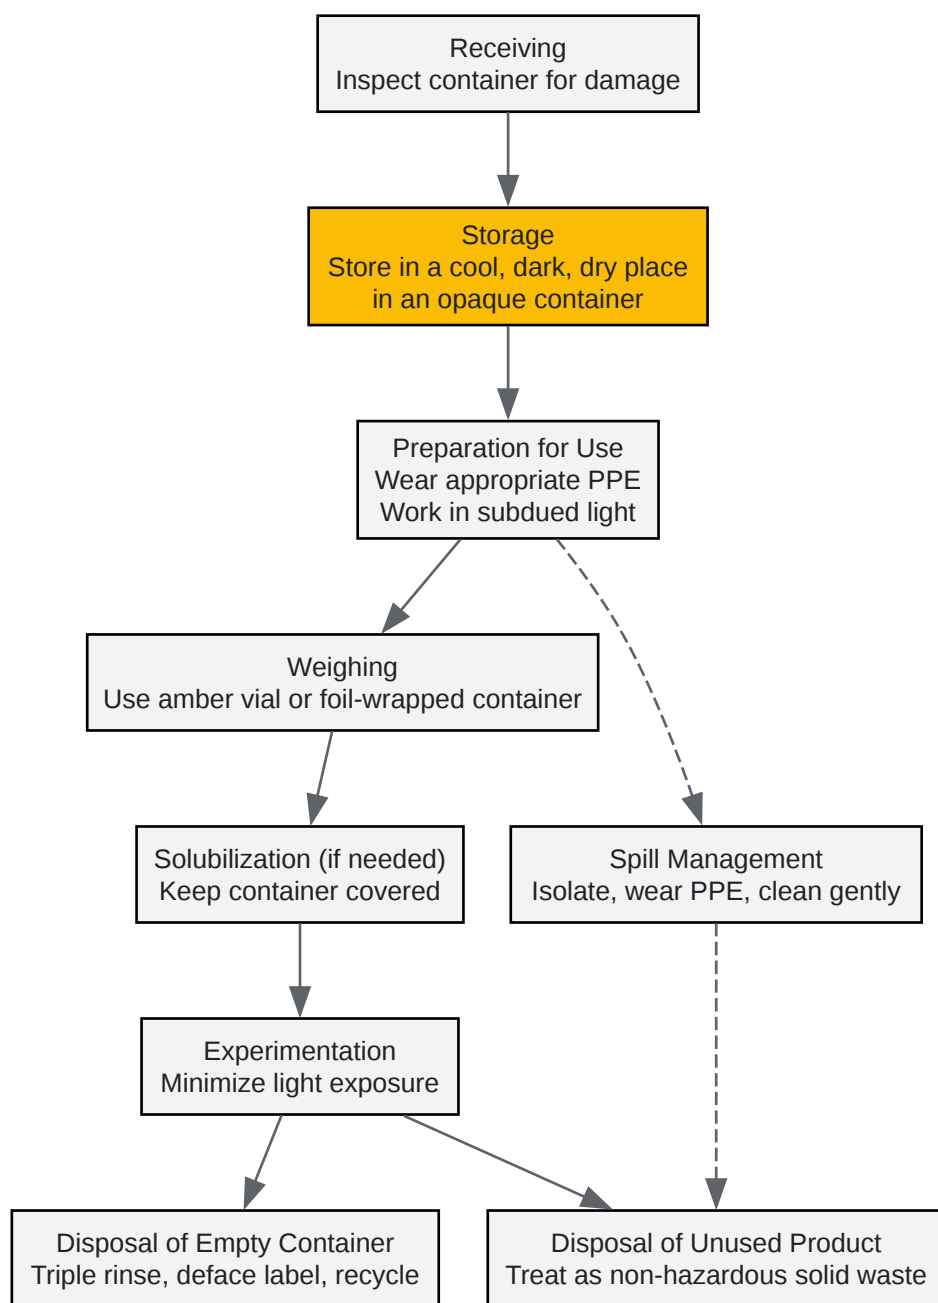 Receiving
Inspect container for damage
Storage
Store in a cool, dark, dry place
in an opaque container
Preparation for Use
Wear appropriate PPE
Work in subdued light
Weighing
Use amber vial or foil-wrapped container
Solubilization (if needed)
Keep container covered
Spill Management
Isolate, wear PPE, clean gently
Experimentation
Minimize light exposure
Disposal of Empty Container
Triple rinse, deface label, recycle
Disposal of Unused Product
Treat as non-hazardous solid waste